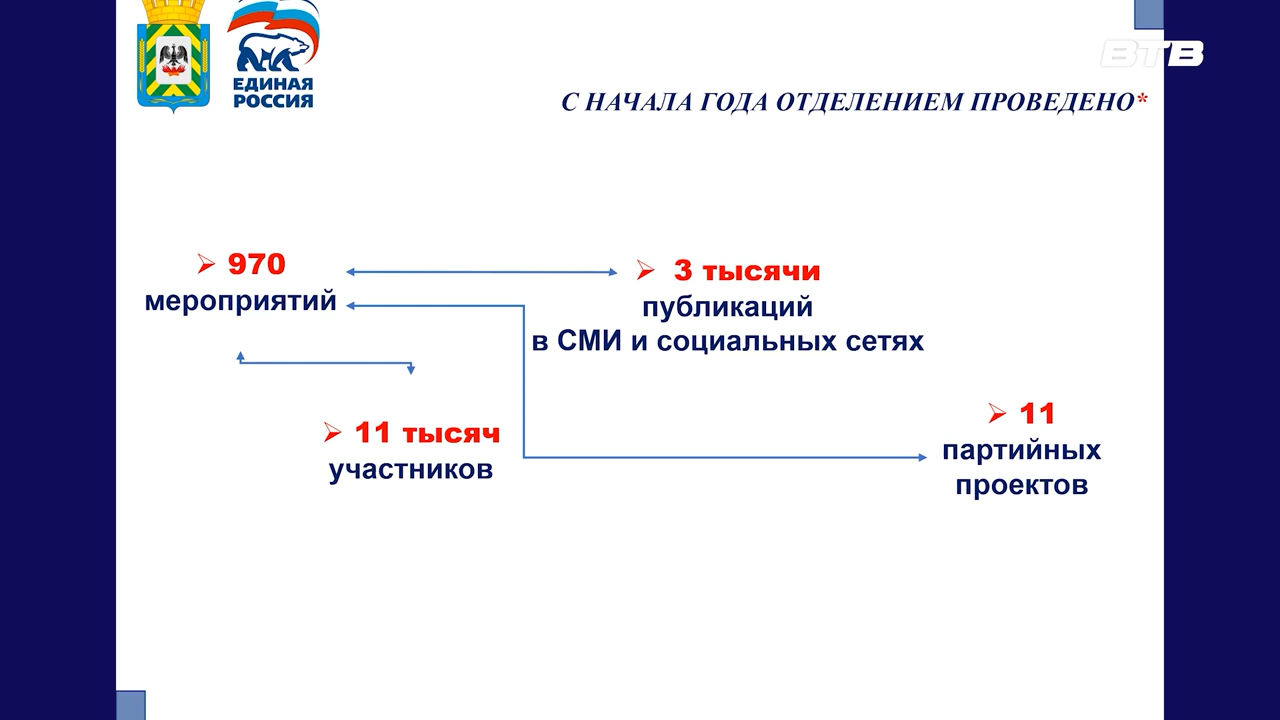 ЕДИНАЯ
РОССИЯ
ВТВ
С НАЧАЛА ГОДА ОТДЕЛЕНИЕМ ПРОВЕДЕНО*
970
мероприятий
3 тысячи
публикаций
в СМИ и социальных сетях
11 тысяч
участников
11
партийных
проектов